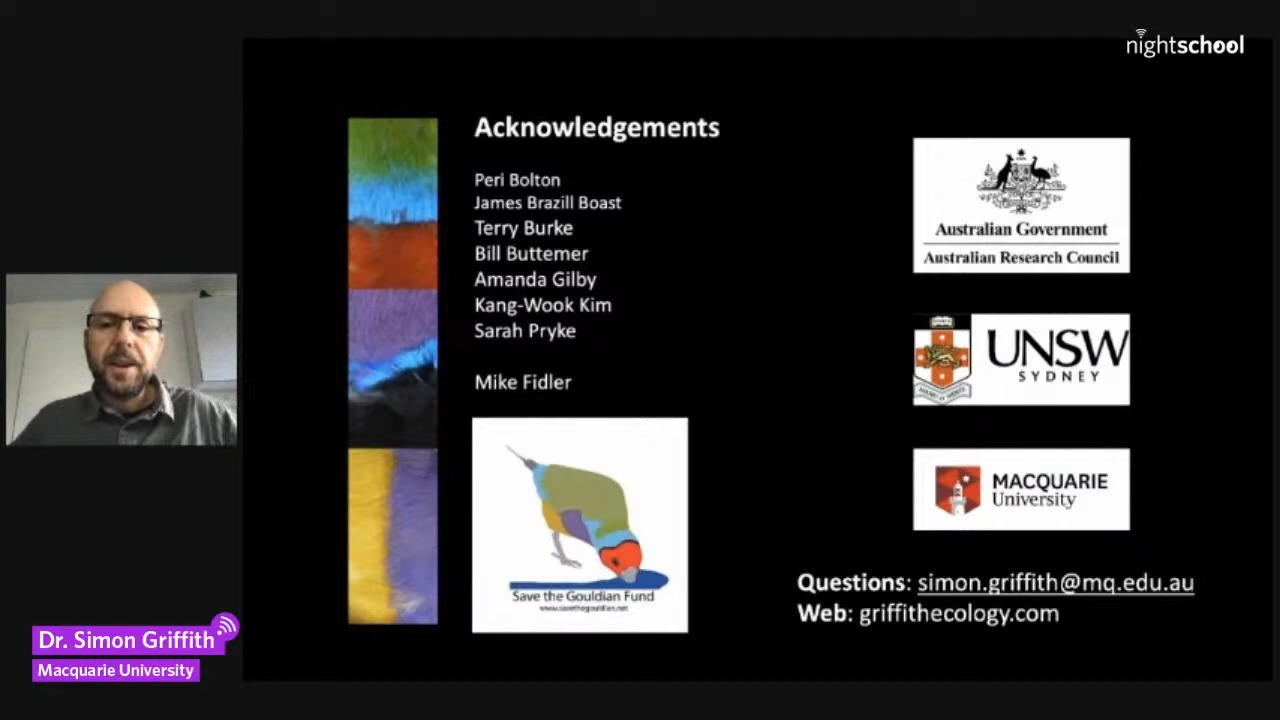 nightschool
Acknowledgements
Peri Bolton
James Brazill Boast
Terry Burke
Bill Buttemer
Amanda Gilby
Kang-Wook Kim
Sarah Pryke
Mike Fidler
Save the Gouldian Fund
www.savethegouldian.net
Australian Government
Australian Research Council
UNSW
SYDNEY
MACQUARIE
University
Questions: simon.griffith@mq.edu.au
Web: griffithecology.com
Dr. Simon Griffith
Macquarie University